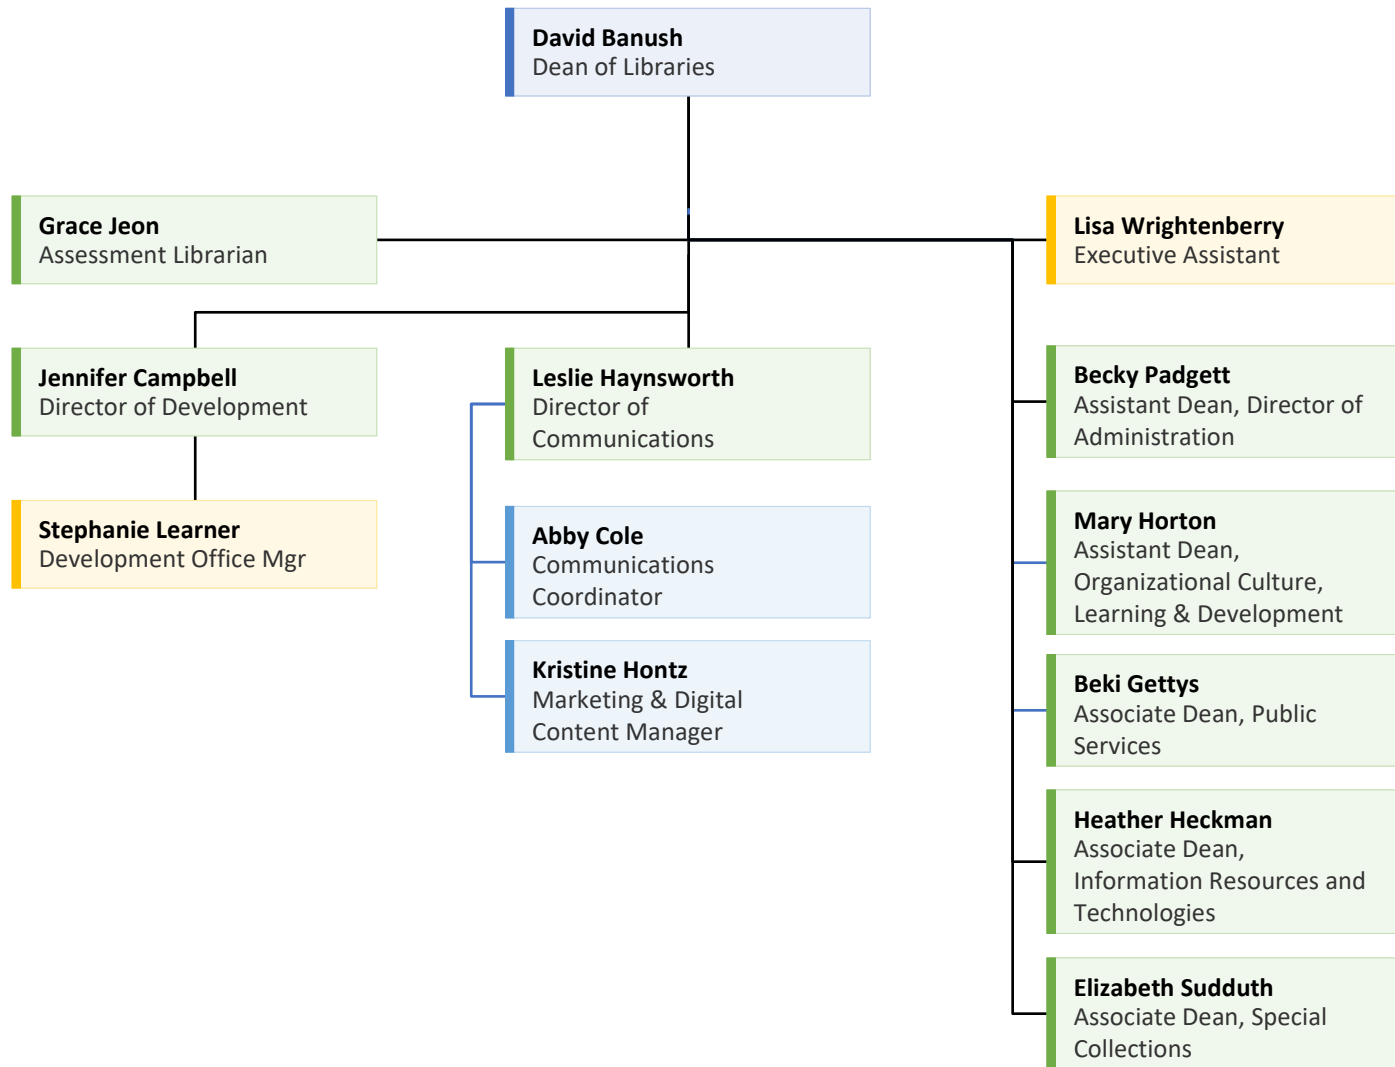 David Banush
Dean of Libraries
Grace Jeon
Assessment Librarian
Lisa Wrightenberry
Executive Assistant
Jennifer Campbell
Director of Development
Leslie Haynsworth
Director of
Communications
Becky Padgett
Assistant Dean, Director of
Administration
Stephanie Learner
Development Office Mgr
Abby Cole
Communications
Coordinator
Mary Horton
Assistant Dean,
Organizational Culture,
Learning & Development
Kristine Hontz
Marketing & Digital
Content Manager
Beki Gettys
Associate Dean, Public
Services
Heather Heckman
Associate Dean,
Information Resources and
Technologies
Elizabeth Sudduth
Associate Dean, Special
Collections